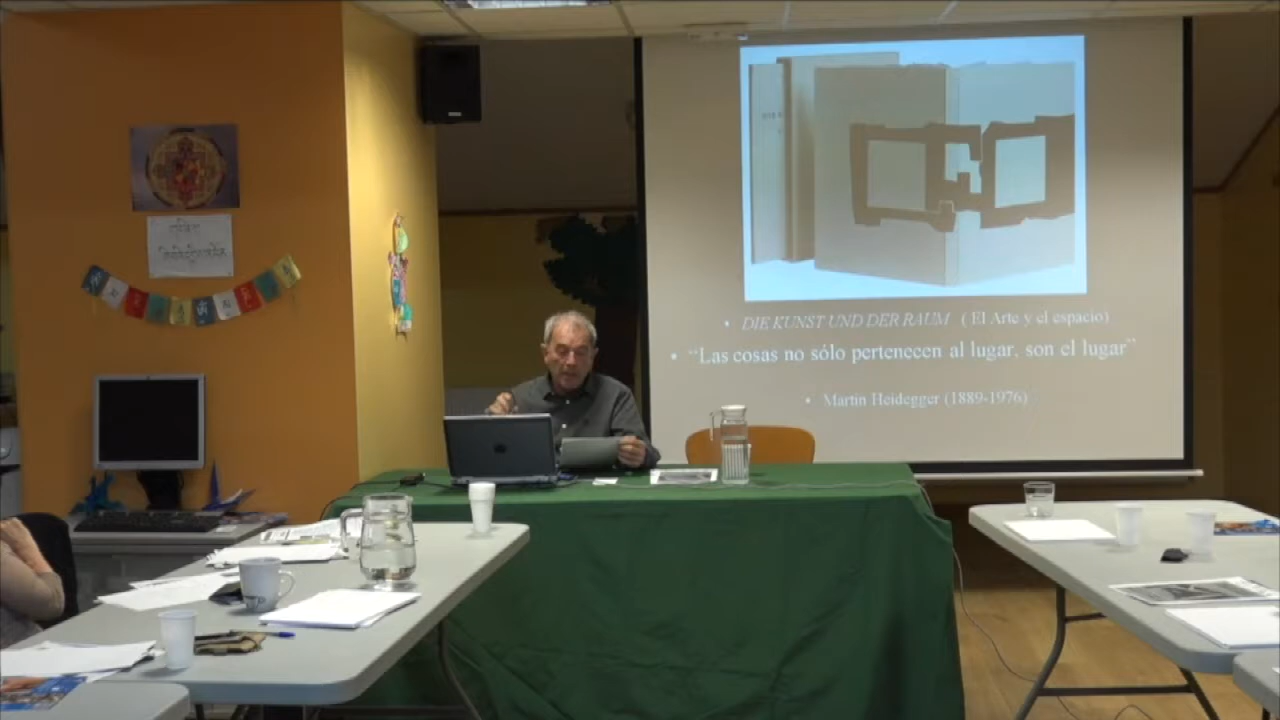 • DIE KUNST UND DER RAUM ( El Arte y el espacio)
• “Las cosas no sólo pertenecen al lugar, son el lugar”
• Martin Heidegger (1889-1976)